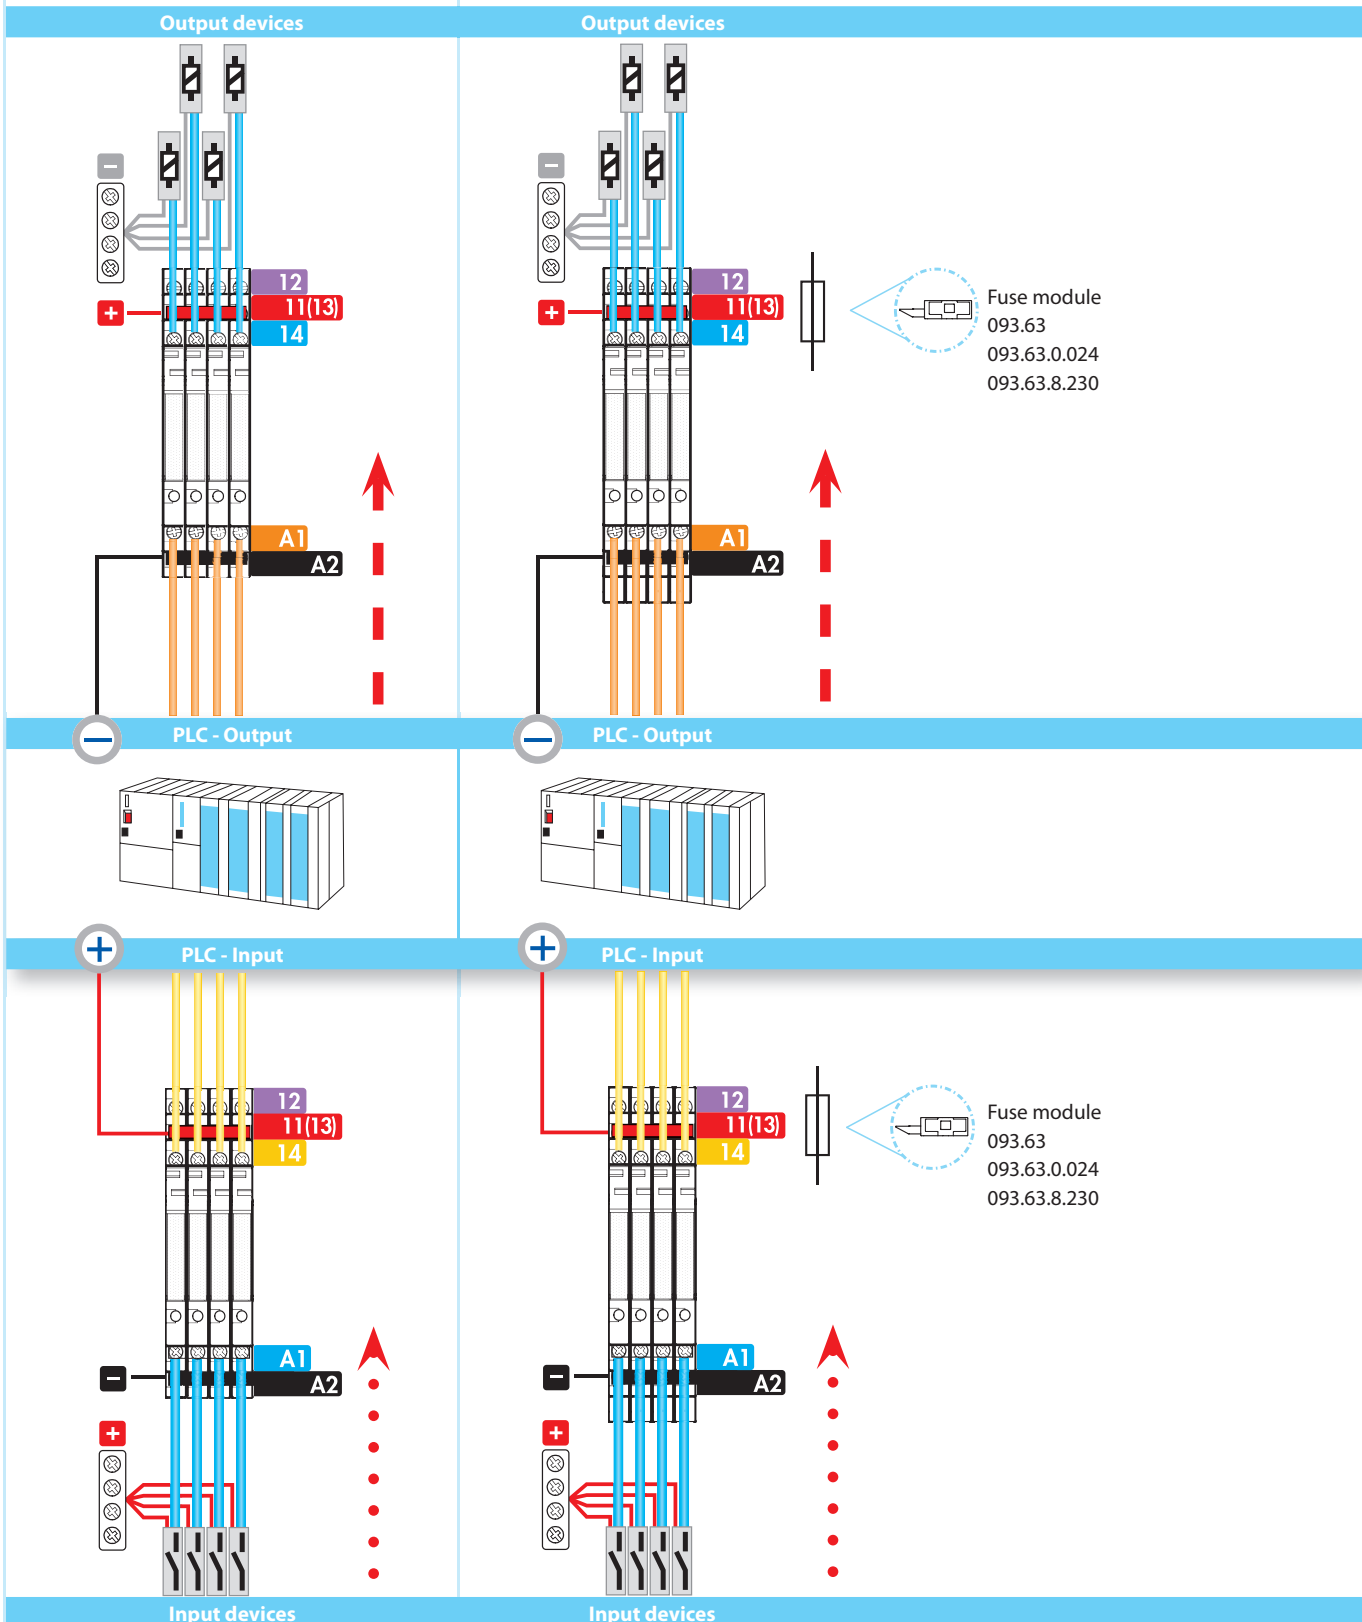 Output devices
Output devices
−
−
12
11(13)
14
+
12
11(13)
14
+
Fuse module
093.63
093.63.0.024
093.63.8.230
A1
A2
A1
A2
− PLC - Output
− PLC - Output
+ PLC - Input
+ PLC - Input
12
11(13)
14
12
11(13)
14
Fuse module
093.63
093.63.0.024
093.63.8.230
A1
A2
−
A1
A2
−
+
+
Input devices
Input devices